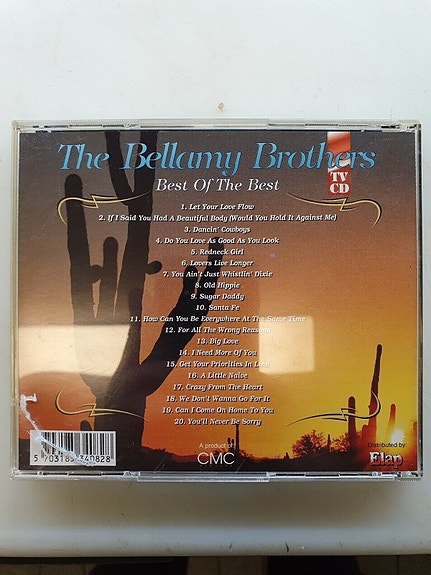 The Bellamy Brothers
TV
CD
Best Of The Best
1. Let Your Love Flow
2. If I Said You Had A Beautiful Body (Would You Hold It Against Me)
3. Dancin' Cowboys
4. Do You Love As Good As You Look
5. Redneck Girl
6. Lovers Live Longer
7. You Ain't Just Whistlin' Dixie
8. Old Hippie
9. Sugar Daddy
10. Santa Fe
11. How Can You Be Everywhere At The Same Time
12. For All The Wrong Reasons
13. Big Love
14. I Need More Of You
15. Get Your Priorities In Line
16. A Little Naive
17. Crazy From The Heart
18. We Don't Wanna Go For It
19. Can I Come On Home To You
20. You'll Never Be Sorry
A product of:
CMC
Distributed by:
Elap